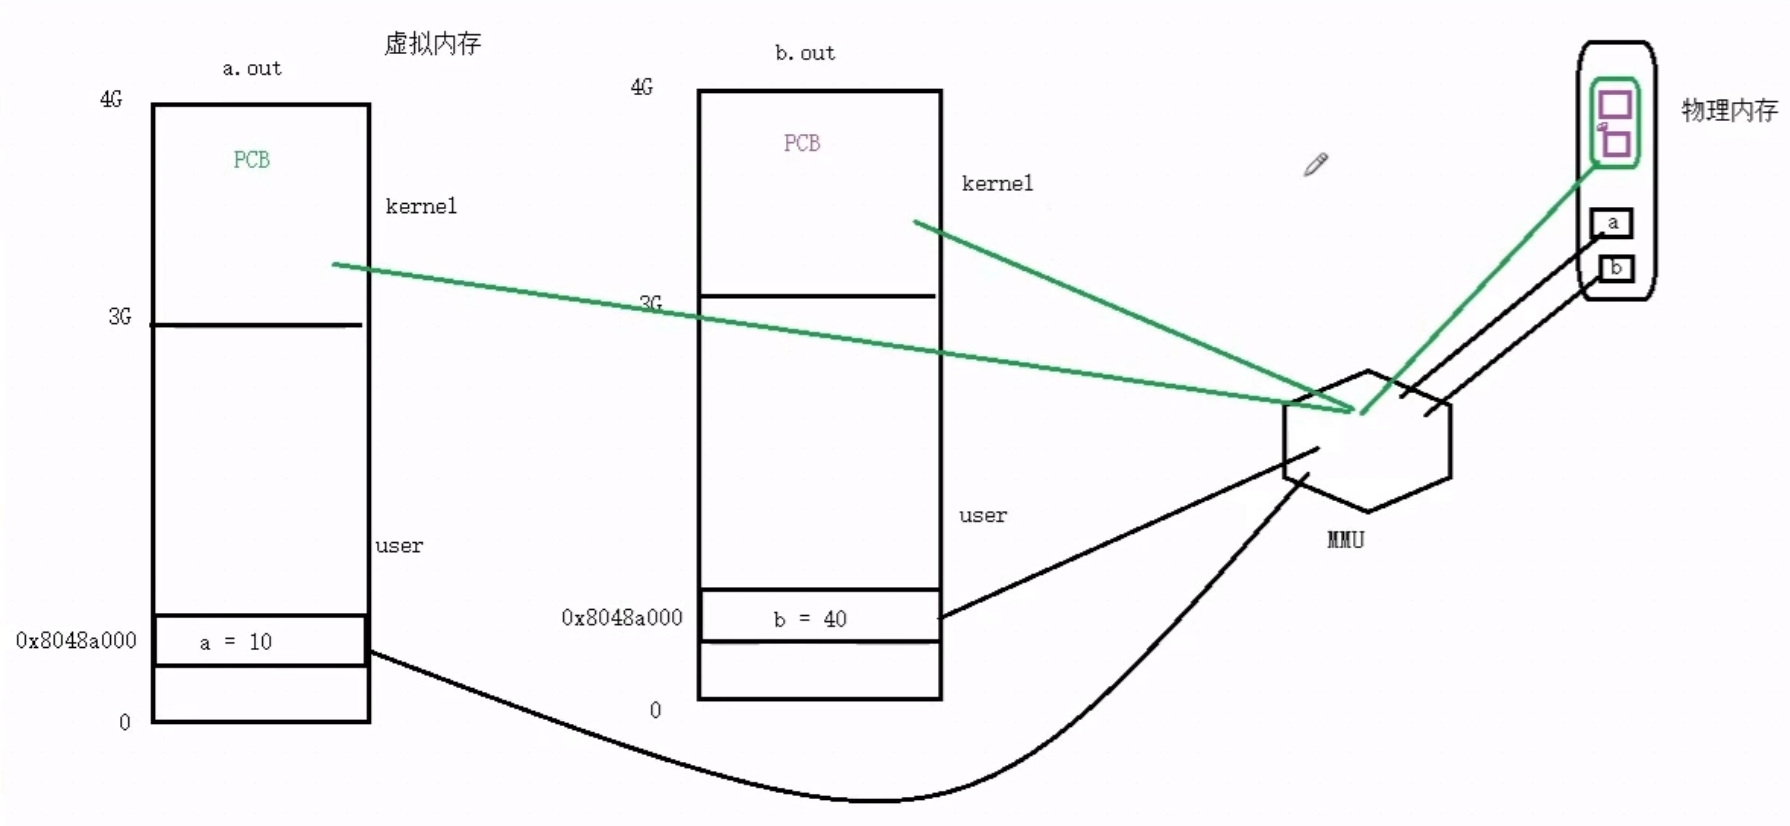 虚拟内存
a.out
4G
PCB
kernel
3G
user
0x8048a000
a = 10
0
b.out
4G
PCB
kernel
3G
user
0x8048a000
b = 40
0
MMU
物理内存
a
b